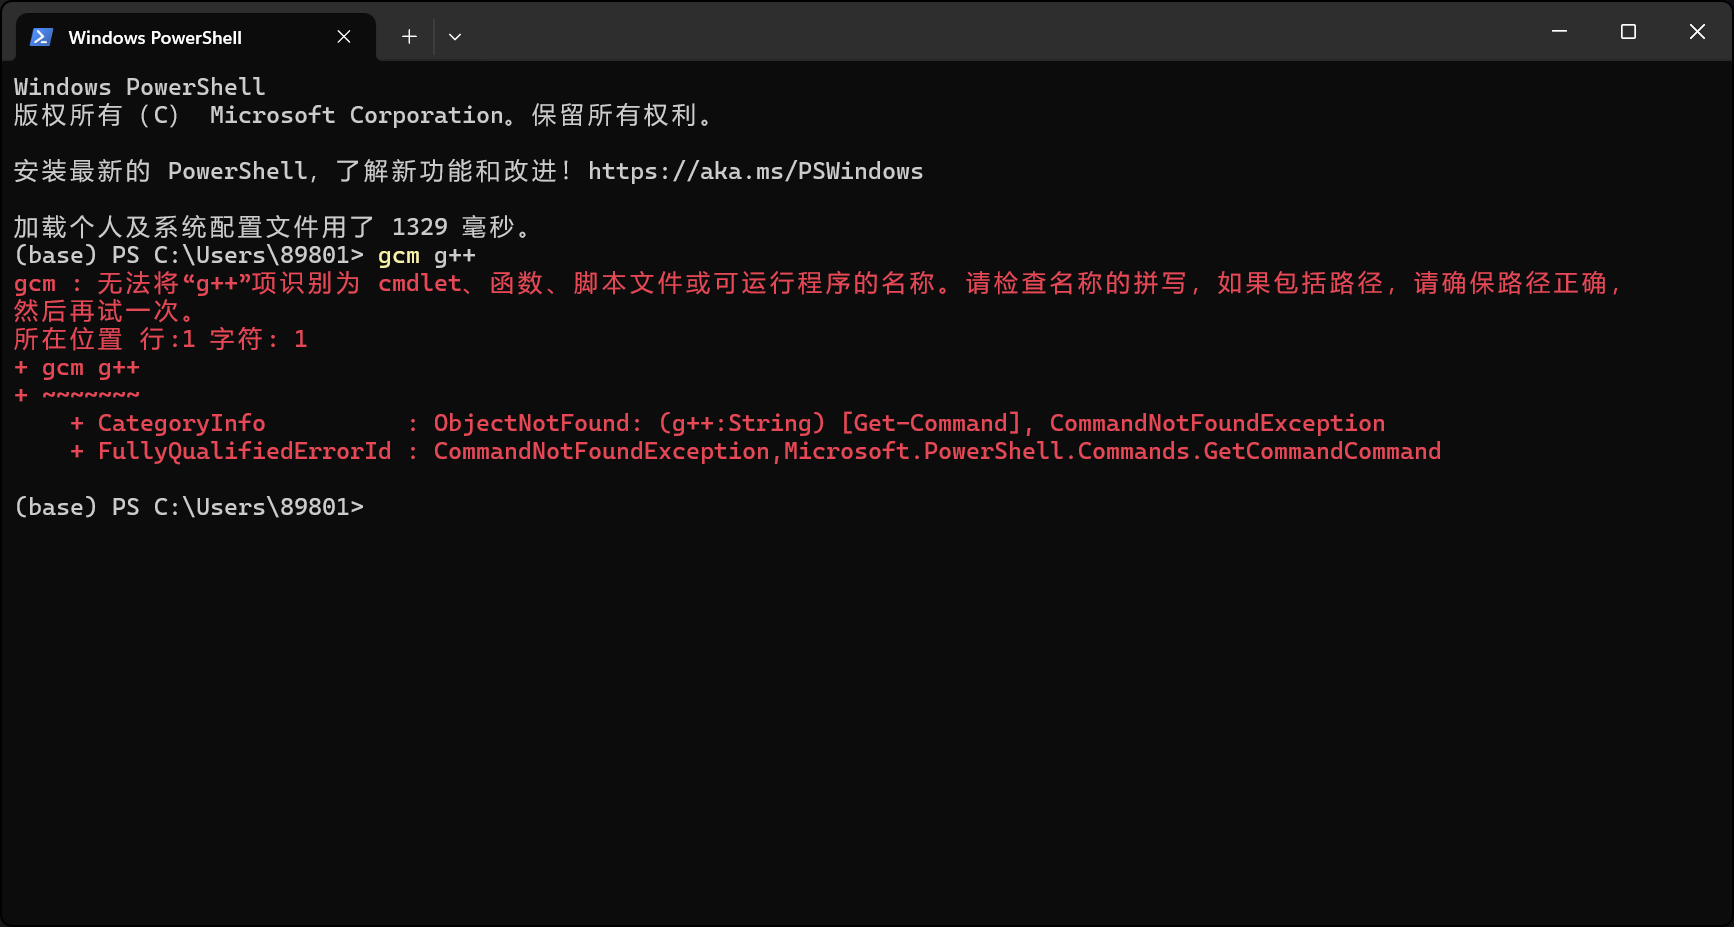 Windows PowerShell
Windows PowerShell
版权所有（C） Microsoft Corporation。保留所有权利。
安装最新的 PowerShell，了解新功能和改进！https://aka.ms/PSWindows
加载个人及系统配置文件用了 1329 毫秒。
(base) PS C:\Users\89801> gcm g++
gcm : 无法将“g++”项识别为 cmdlet、函数、脚本文件或可运行程序的名称。请检查名称的拼写，如果包括路径，请确保路径正确，
然后再试一次。
所在位置 行:1 字符: 1
+ gcm g++
+ ~~~~~~~
    + CategoryInfo          : ObjectNotFound: (g++:String) [Get-Command], CommandNotFoundException
    + FullyQualifiedErrorId : CommandNotFoundException,Microsoft.PowerShell.Commands.GetCommandCommand
(base) PS C:\Users\89801>